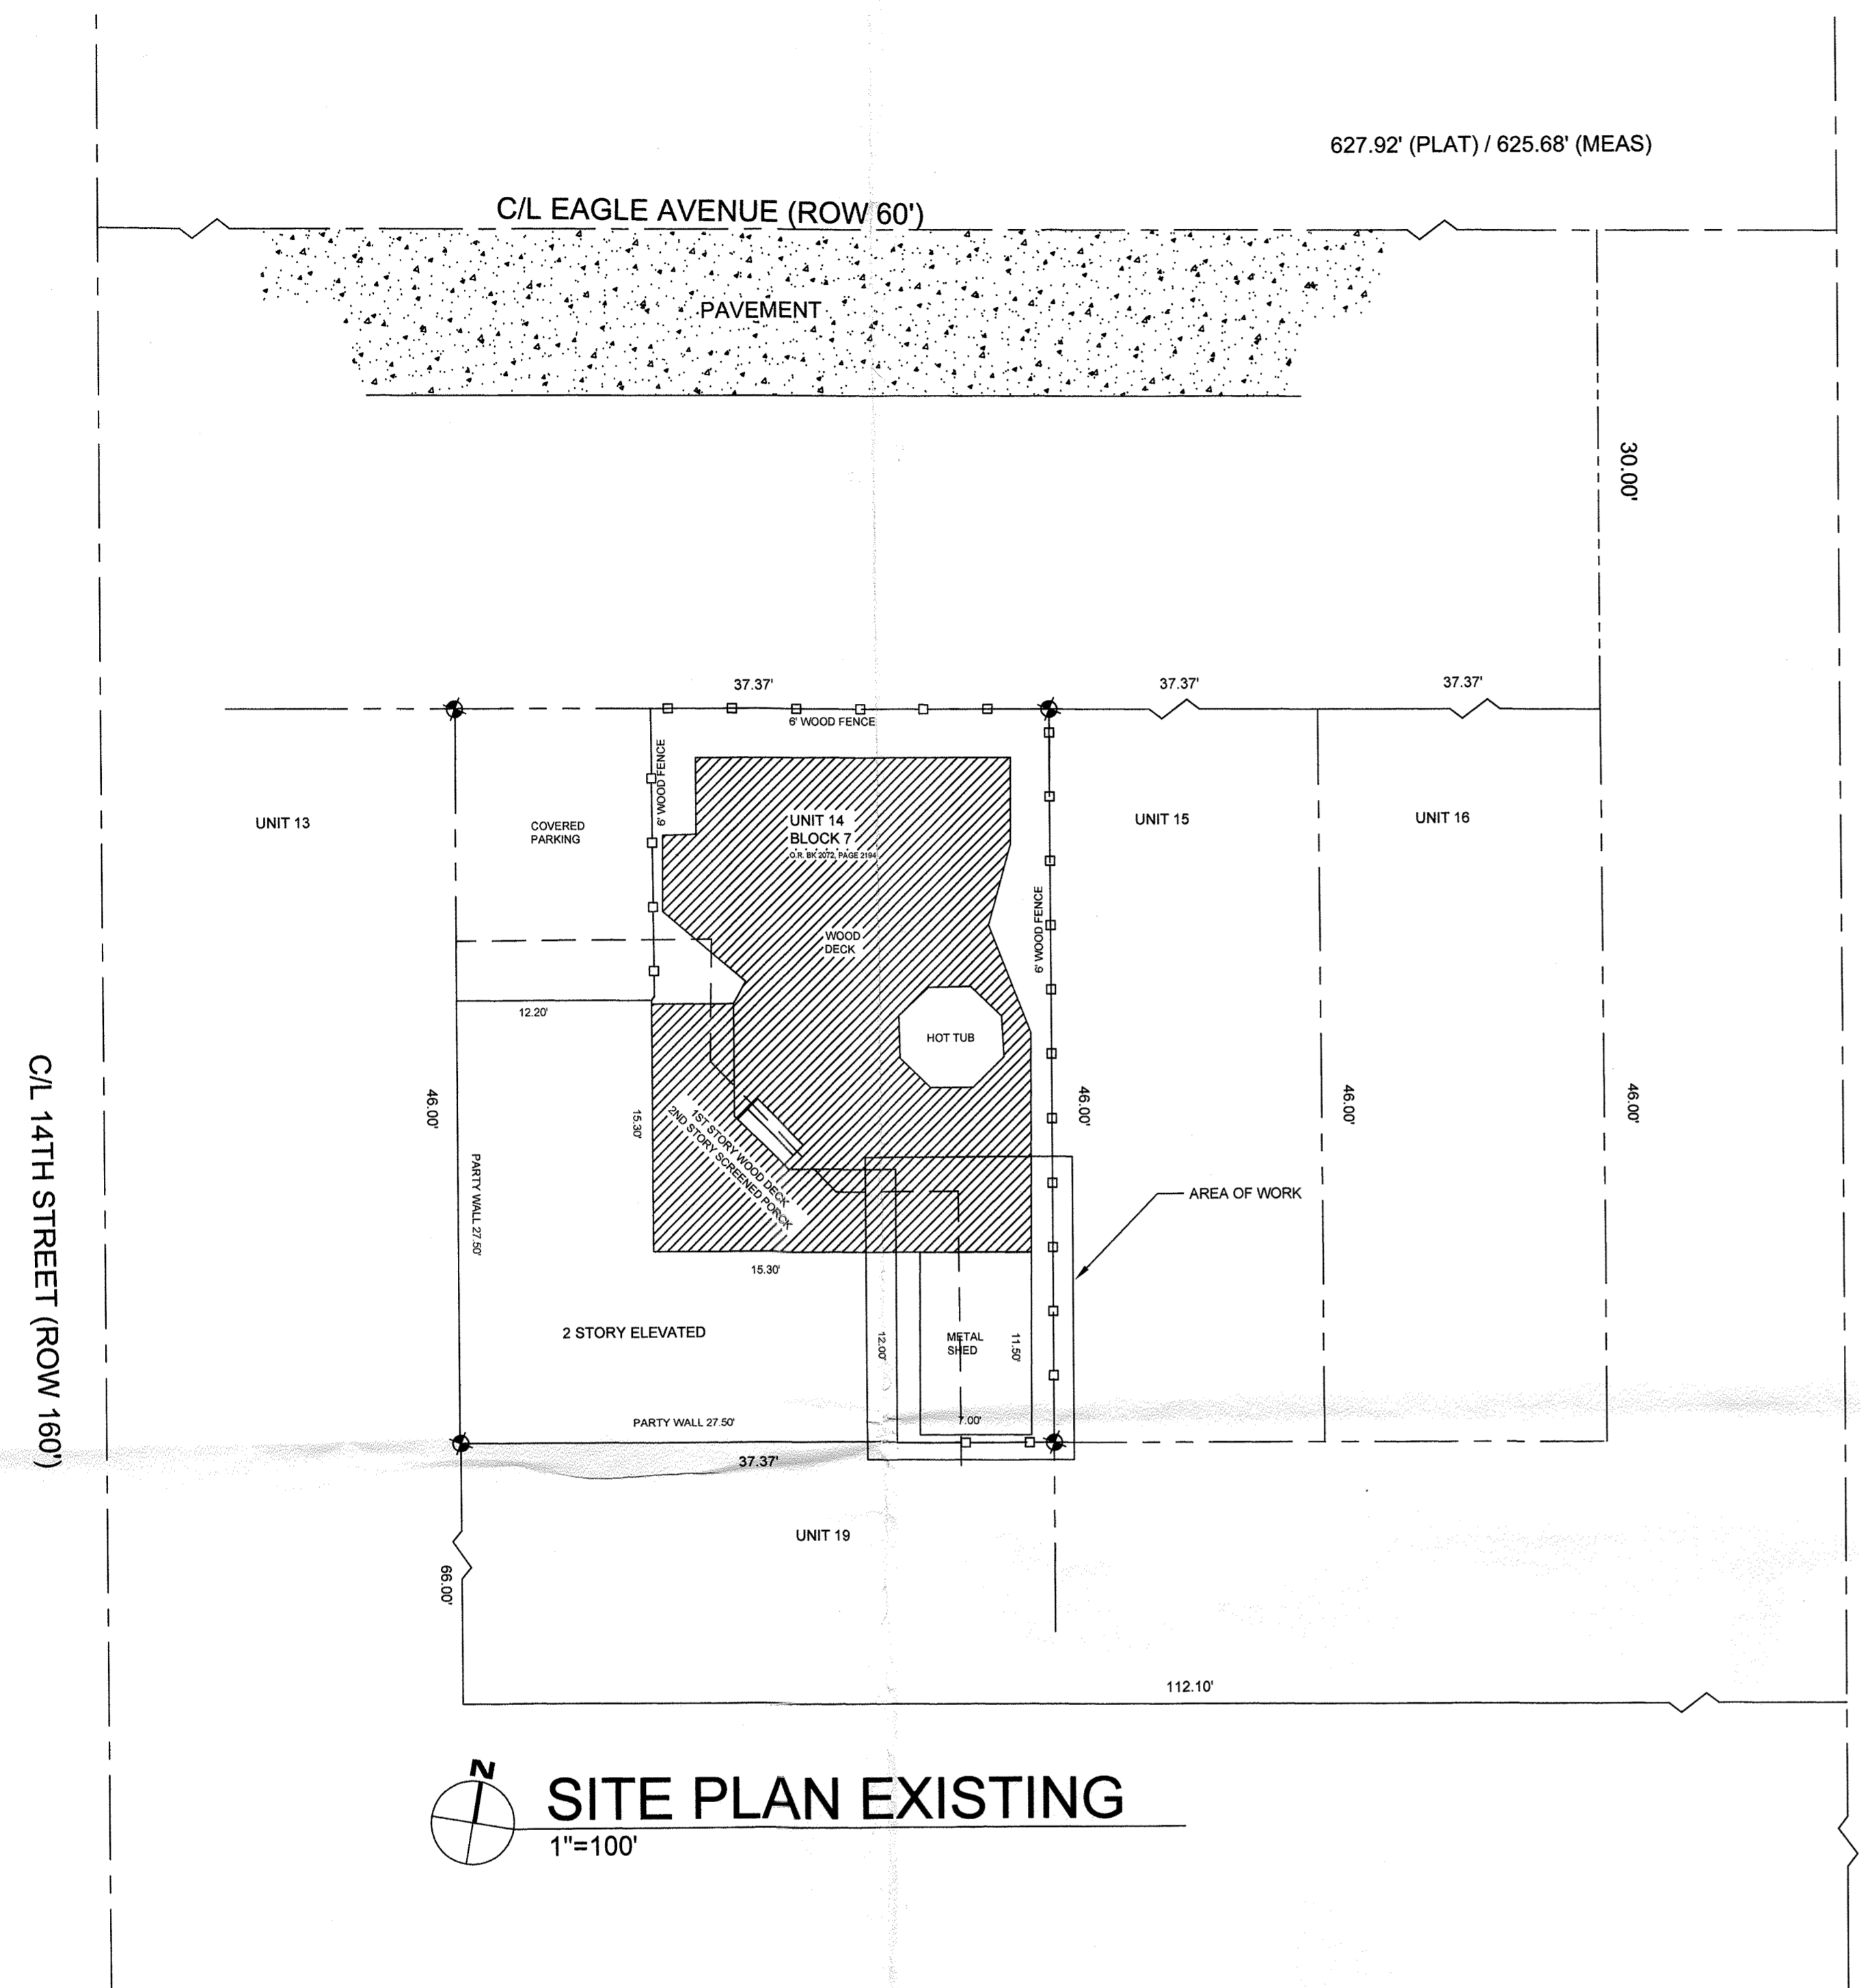 627.92' (PLAT) / 625.68' (MEAS)
C/L EAGLE AVENUE (ROW 60')
PAVEMENT
30.00'
37.37'
37.37'
37.37'
6' WOOD FENCE
6' WOOD FENCE
UNIT 13
COVERED
PARKING
UNIT 14
BLOCK 7
O.R. BK 2072, PAGE 2194
UNIT 15
UNIT 16
WOOD
DECK
6' WOOD FENCE
12.20'
HOT TUB
C/L 14TH STREET (ROW 160')
46.00'
15.30'
46.00'
46.00'
46.00'
1ST STORY WOOD DECK
2ND STORY SCREENED PORCK
PARTY WALL 27.50'
AREA OF WORK
15.30'
2 STORY ELEVATED
12.00'
METAL
SHED
11.50'
PARTY WALL 27.50'
7.00'
37.37'
UNIT 19
66.00'
112.10'
N
SITE PLAN EXISTING
1"=100'